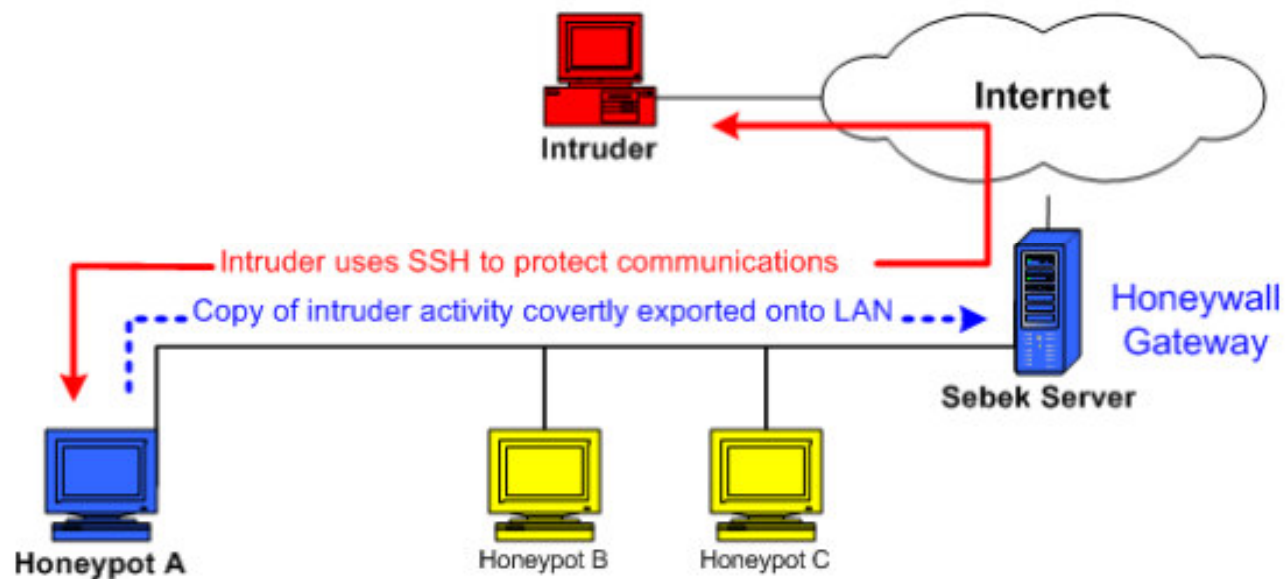 Internet
Intruder
Intruder uses SSH to protect communications
Copy of intruder activity covertly exported onto LAN
Honeywall
Gateway
Sebek Server
Honeypot A
Honeypot B
Honeypot C